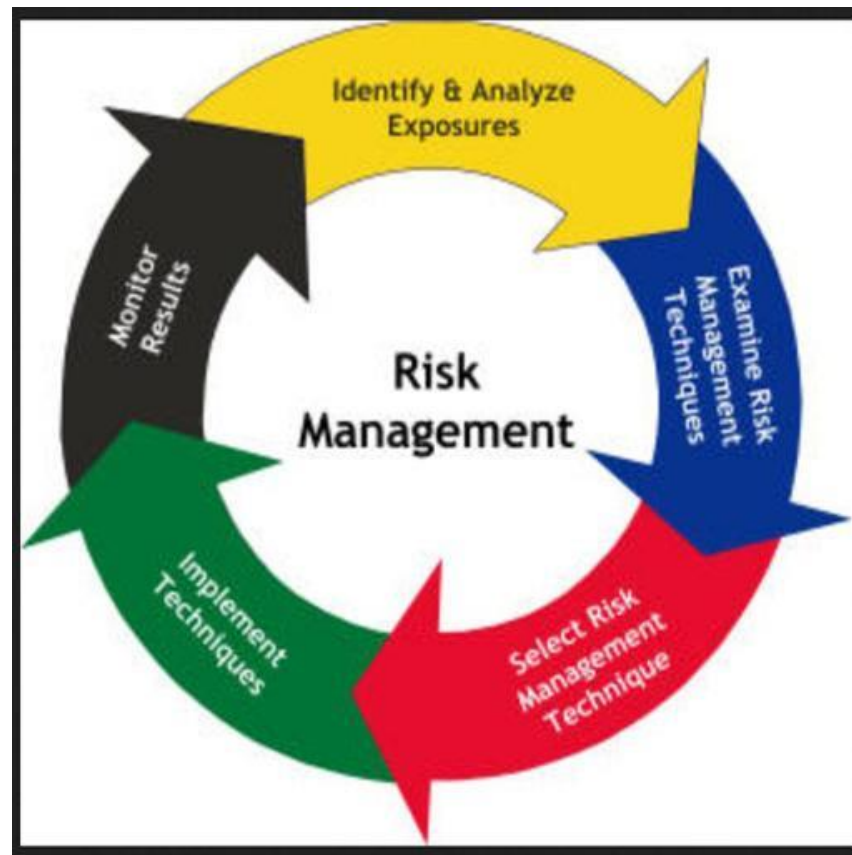 Identify & Analyze
Exposures
Examine Risk
Management
Techniques
Select Risk
Management
Technique
Implement
Techniques
Monitor
Results
Risk
Management